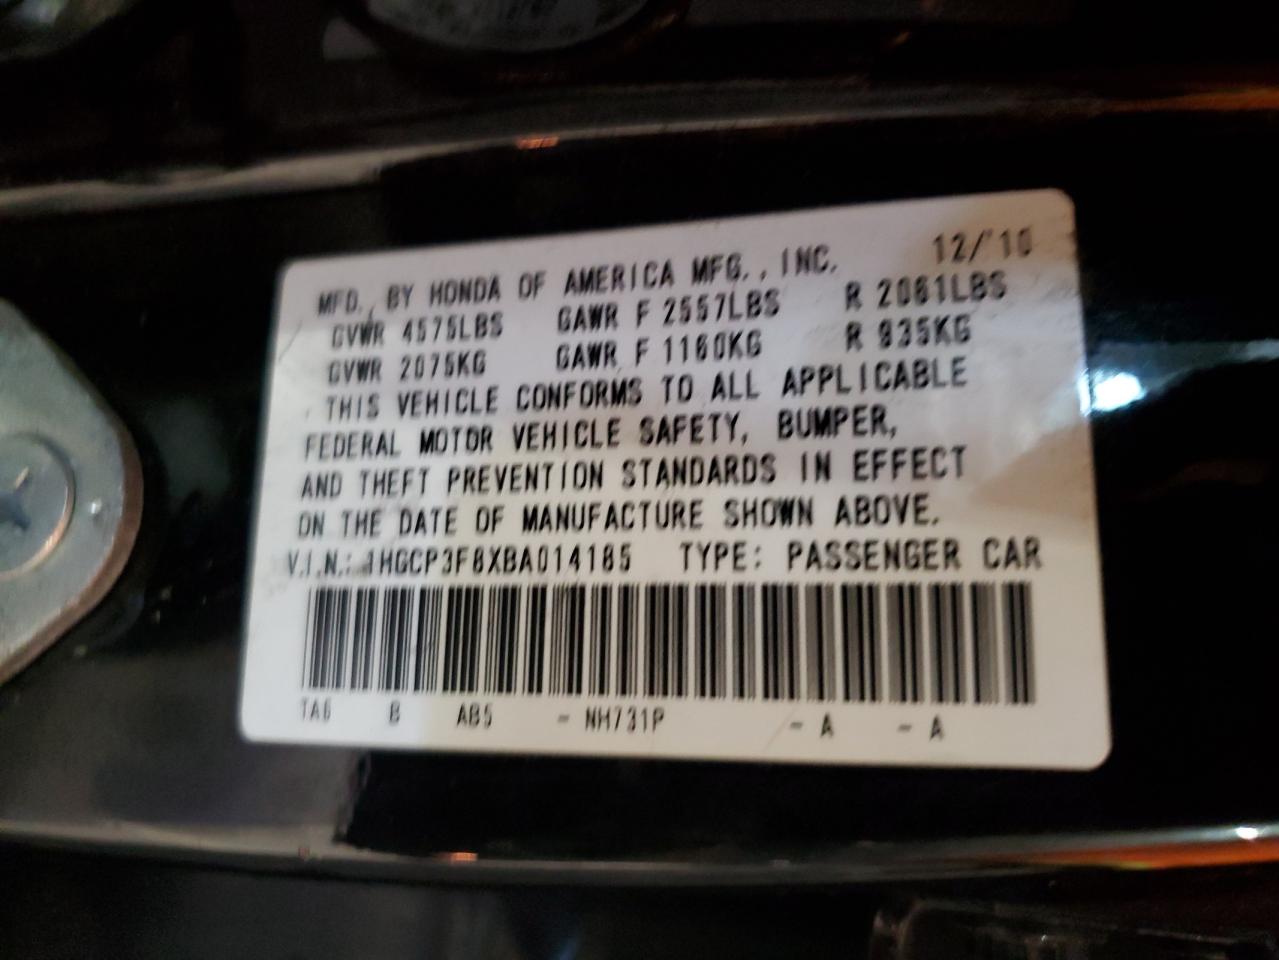 MFD. BY HONDA OF AMERICA MFG., INC. 12/'10
GVWR 4575LBS GAWR F 2557LBS R 2061LBS
GVWR 2075KG GAWR F 1160KG R 935KG
THIS VEHICLE CONFORMS TO ALL APPLICABLE
FEDERAL MOTOR VEHICLE SAFETY, BUMPER,
AND THEFT PREVENTION STANDARDS IN EFFECT
ON THE DATE OF MANUFACTURE SHOWN ABOVE.
V.I.N.: 1HGCP3F8XBA014185 TYPE: PASSENGER CAR
TA6 B AB5 - NH731P - A - A